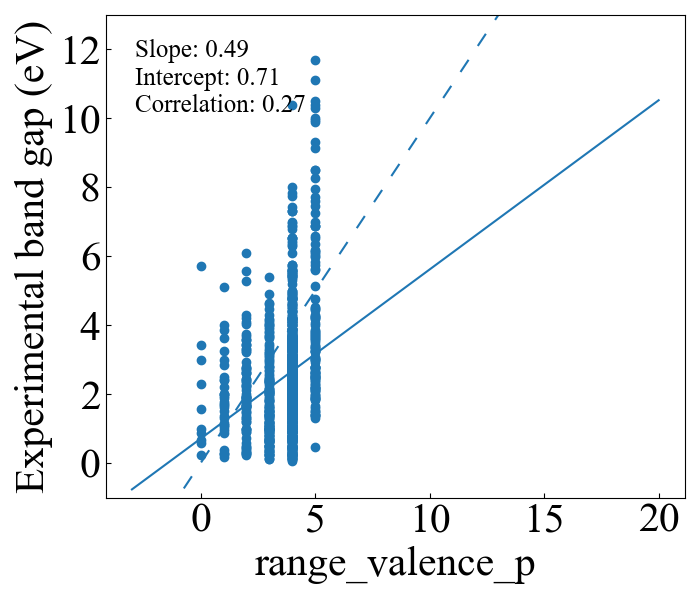 Slope: 0.49
Intercept: 0.71
Correlation: 0.27
Experimental band gap (eV)
12
10
8
6
4
2
0
0 5 10 15 20
range_valence_p